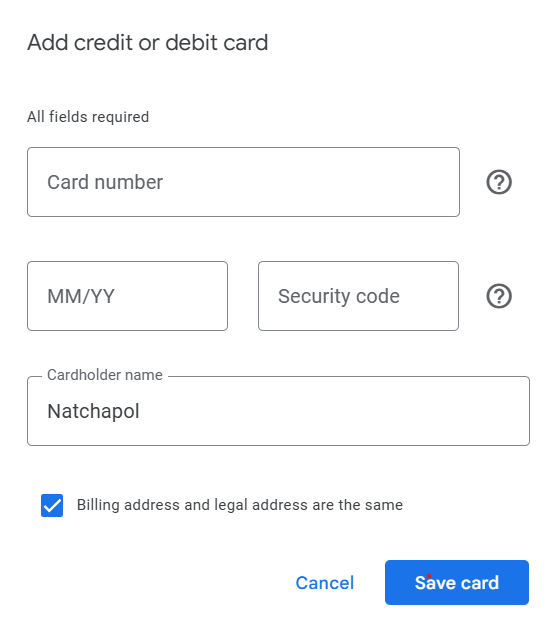 Add credit or debit card
All fields required
Card number
MM/YY
Security code
Cardholder name
Natchapol
Billing address and legal address are the same
Cancel
Save card